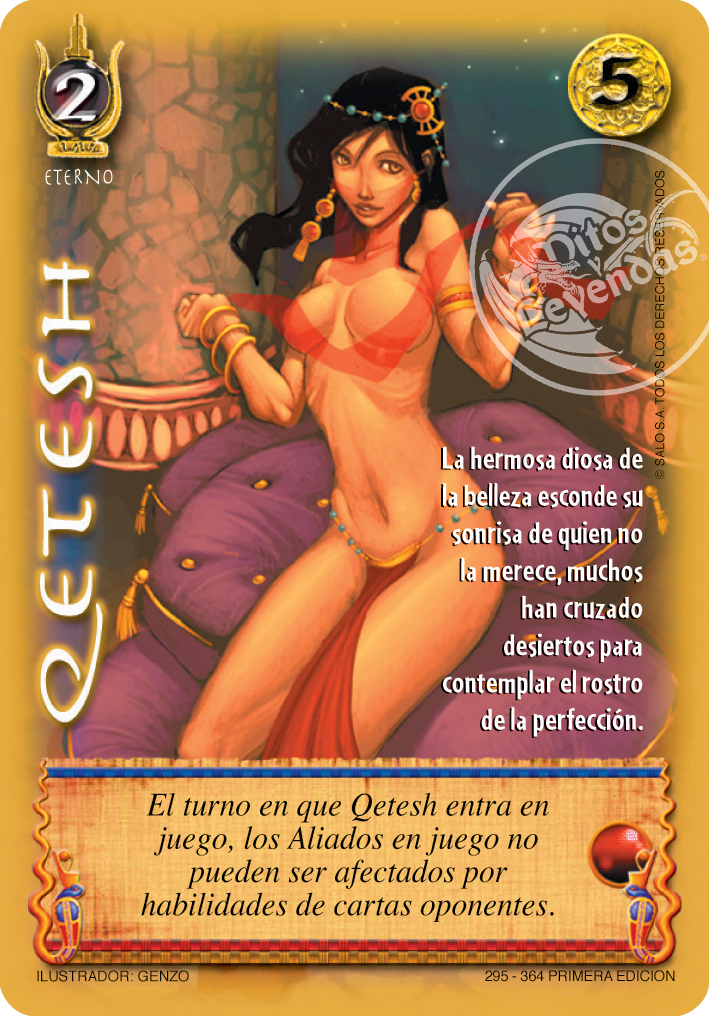 2
5
ETERNO
QETESH
Mitos
y
Leyendas®
© SALO S.A. TODOS LOS DERECHOS RESERVADOS
La hermosa diosa de
la belleza esconde su
sonrisa de quien no
la merece, muchos
han cruzado
desiertos para
contemplar el rostro
de la perfección.
El turno en que Qetesh entra en
juego, los Aliados en juego no
pueden ser afectados por
habilidades de cartas oponentes.
ILUSTRADOR: GENZO
295 - 364 PRIMERA EDICION